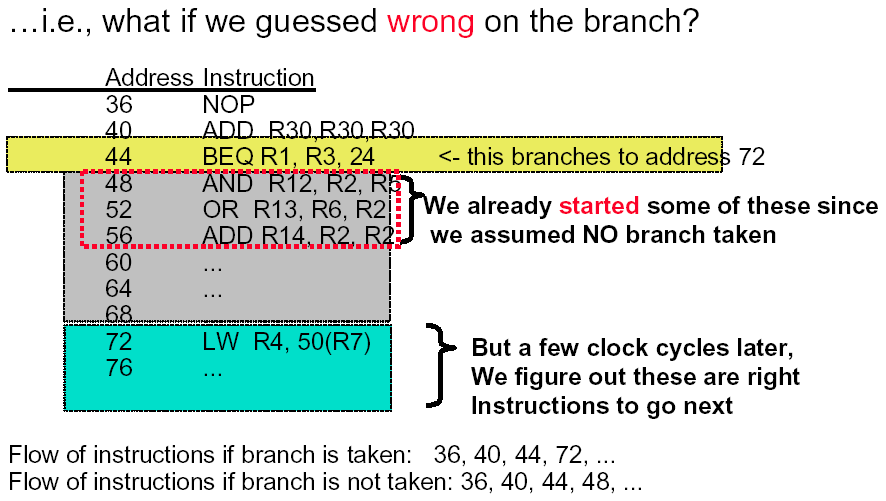 …i.e., what if we guessed wrong on the branch?
Address Instruction
36 NOP
40 ADD R30,R30,R30
44 BEQ R1, R3, 24 <- this branches to address 72
48 AND R12, R2, R5
52 OR R13, R6, R2
56 ADD R14, R2, R2
We already started some of these since
we assumed NO branch taken
60 ...
64 ...
68 ...
72 LW R4, 50(R7)
76 ...
But a few clock cycles later,
We figure out these are right
Instructions to go next
Flow of instructions if branch is taken: 36, 40, 44, 72, ...
Flow of instructions if branch is not taken: 36, 40, 44, 48, ...